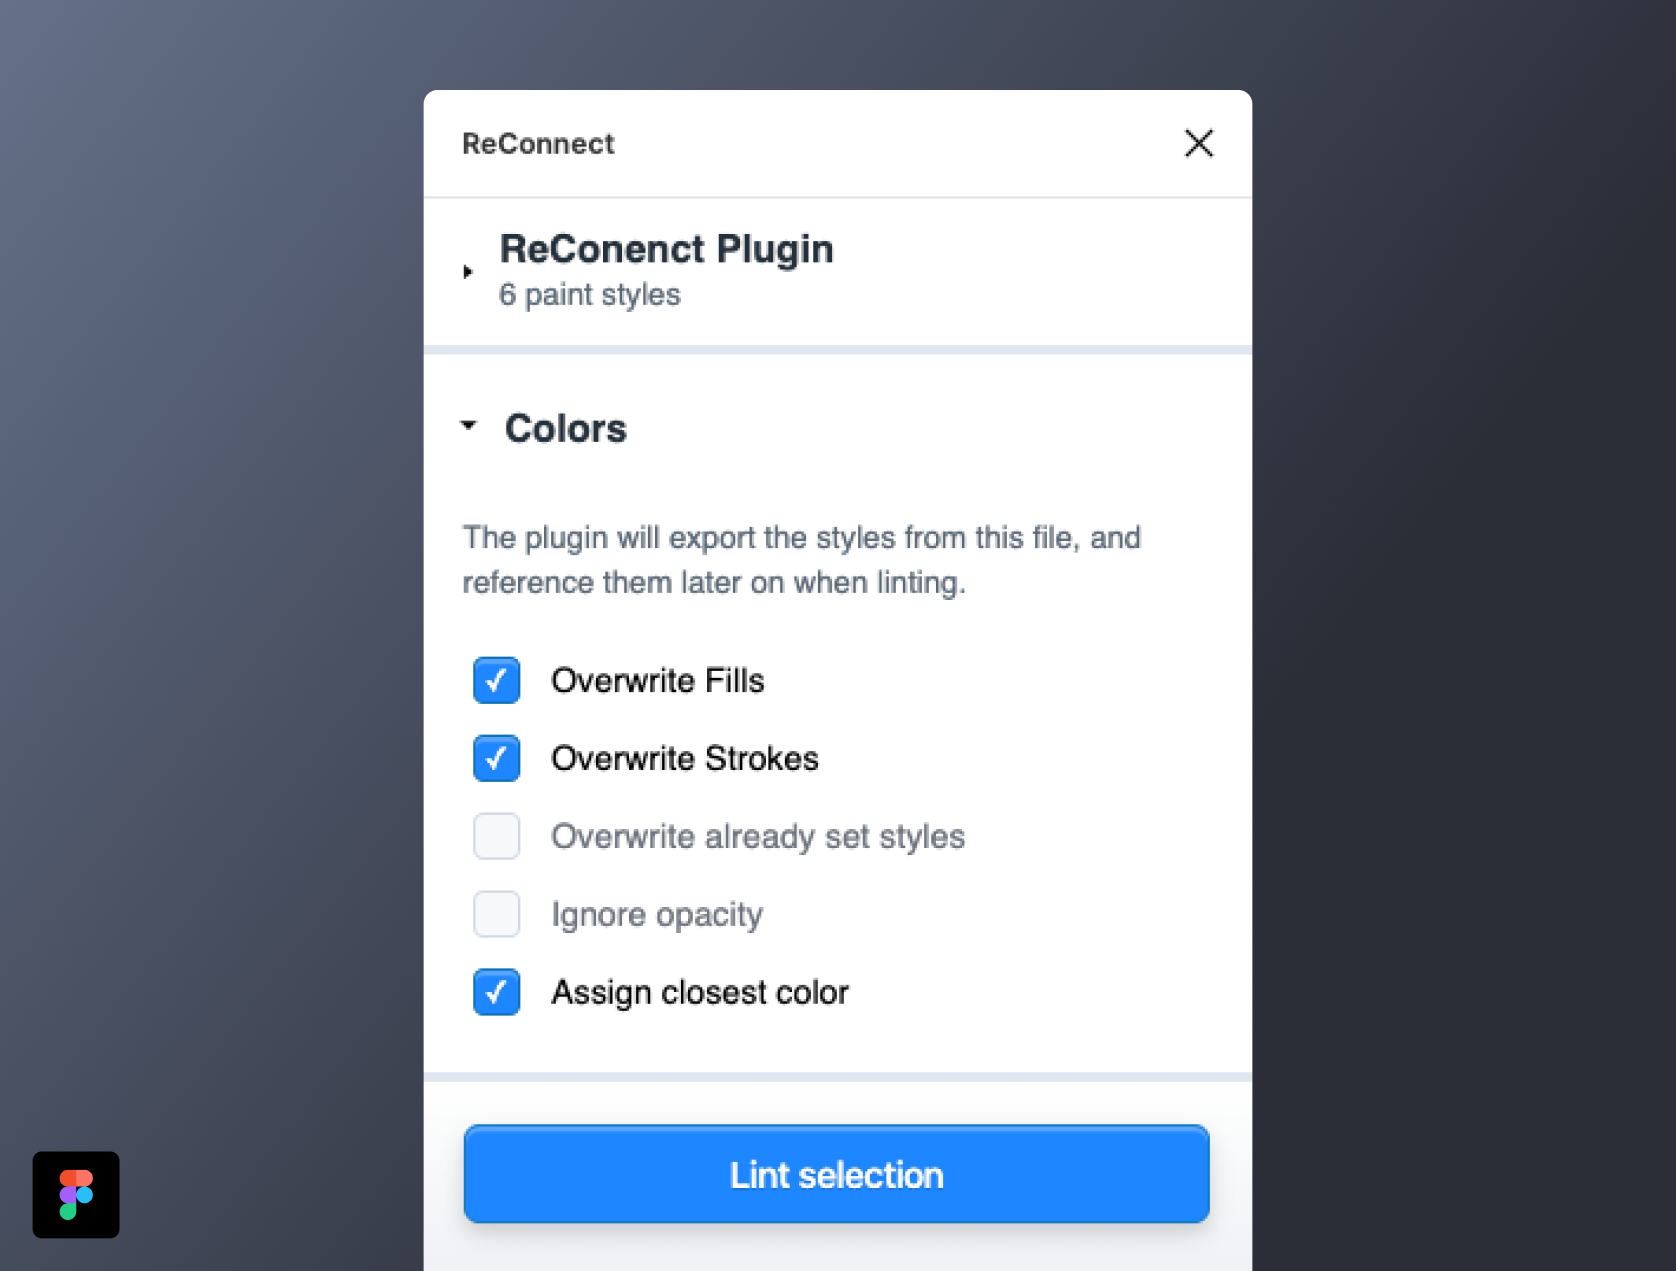 ReConnect
ReConenct Plugin
6 paint styles
Colors
The plugin will export the styles from this file, and
reference them later on when linting.
Overwrite Fills
Overwrite Strokes
Overwrite already set styles
Ignore opacity
Assign closest color
Lint selection